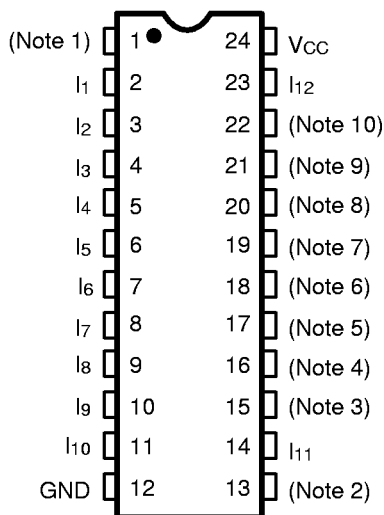 (Note 1) 1 24 VCC
I1 2 23 I12
I2 3 22 (Note 10)
I3 4 21 (Note 9)
I4 5 20 (Note 8)
I5 6 19 (Note 7)
I6 7 18 (Note 6)
I7 8 17 (Note 5)
I8 9 16 (Note 4)
I9 10 15 (Note 3)
I10 11 14 I11
GND 12 13 (Note 2)